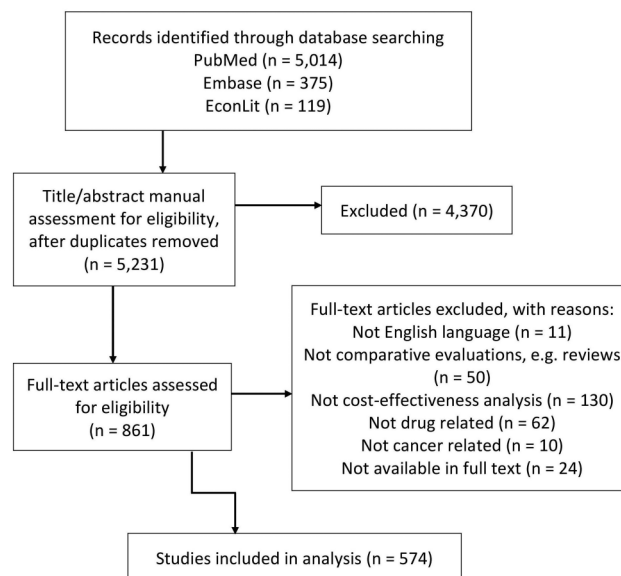 Records identified through database searching
PubMed (n = 5,014)
Embase (n = 375)
EconLit (n = 119)
Title/abstract manual
assessment for eligibility,
after duplicates removed
(n = 5,231)
Excluded (n = 4,370)
Full-text articles assessed
for eligibility
(n = 861)
Full-text articles excluded, with reasons:
Not English language (n = 11)
Not comparative evaluations, e.g. reviews
(n = 50)
Not cost-effectiveness analysis (n = 130)
Not drug related (n = 62)
Not cancer related (n = 10)
Not available in full text (n = 24)
Studies included in analysis (n = 574)